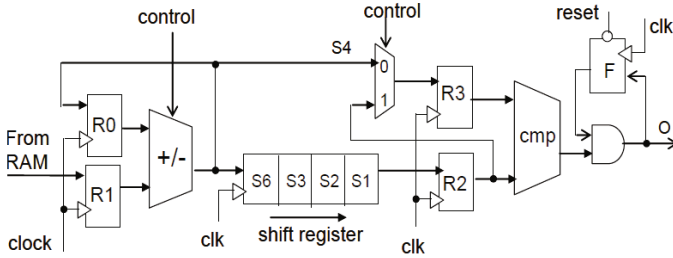 control
control
reset
clk
S4
0
1
F
R0
R3
From
RAM
+/-
cmp
O
R1
S6 S3 S2 S1
R2
clock
clk
shift register
clk